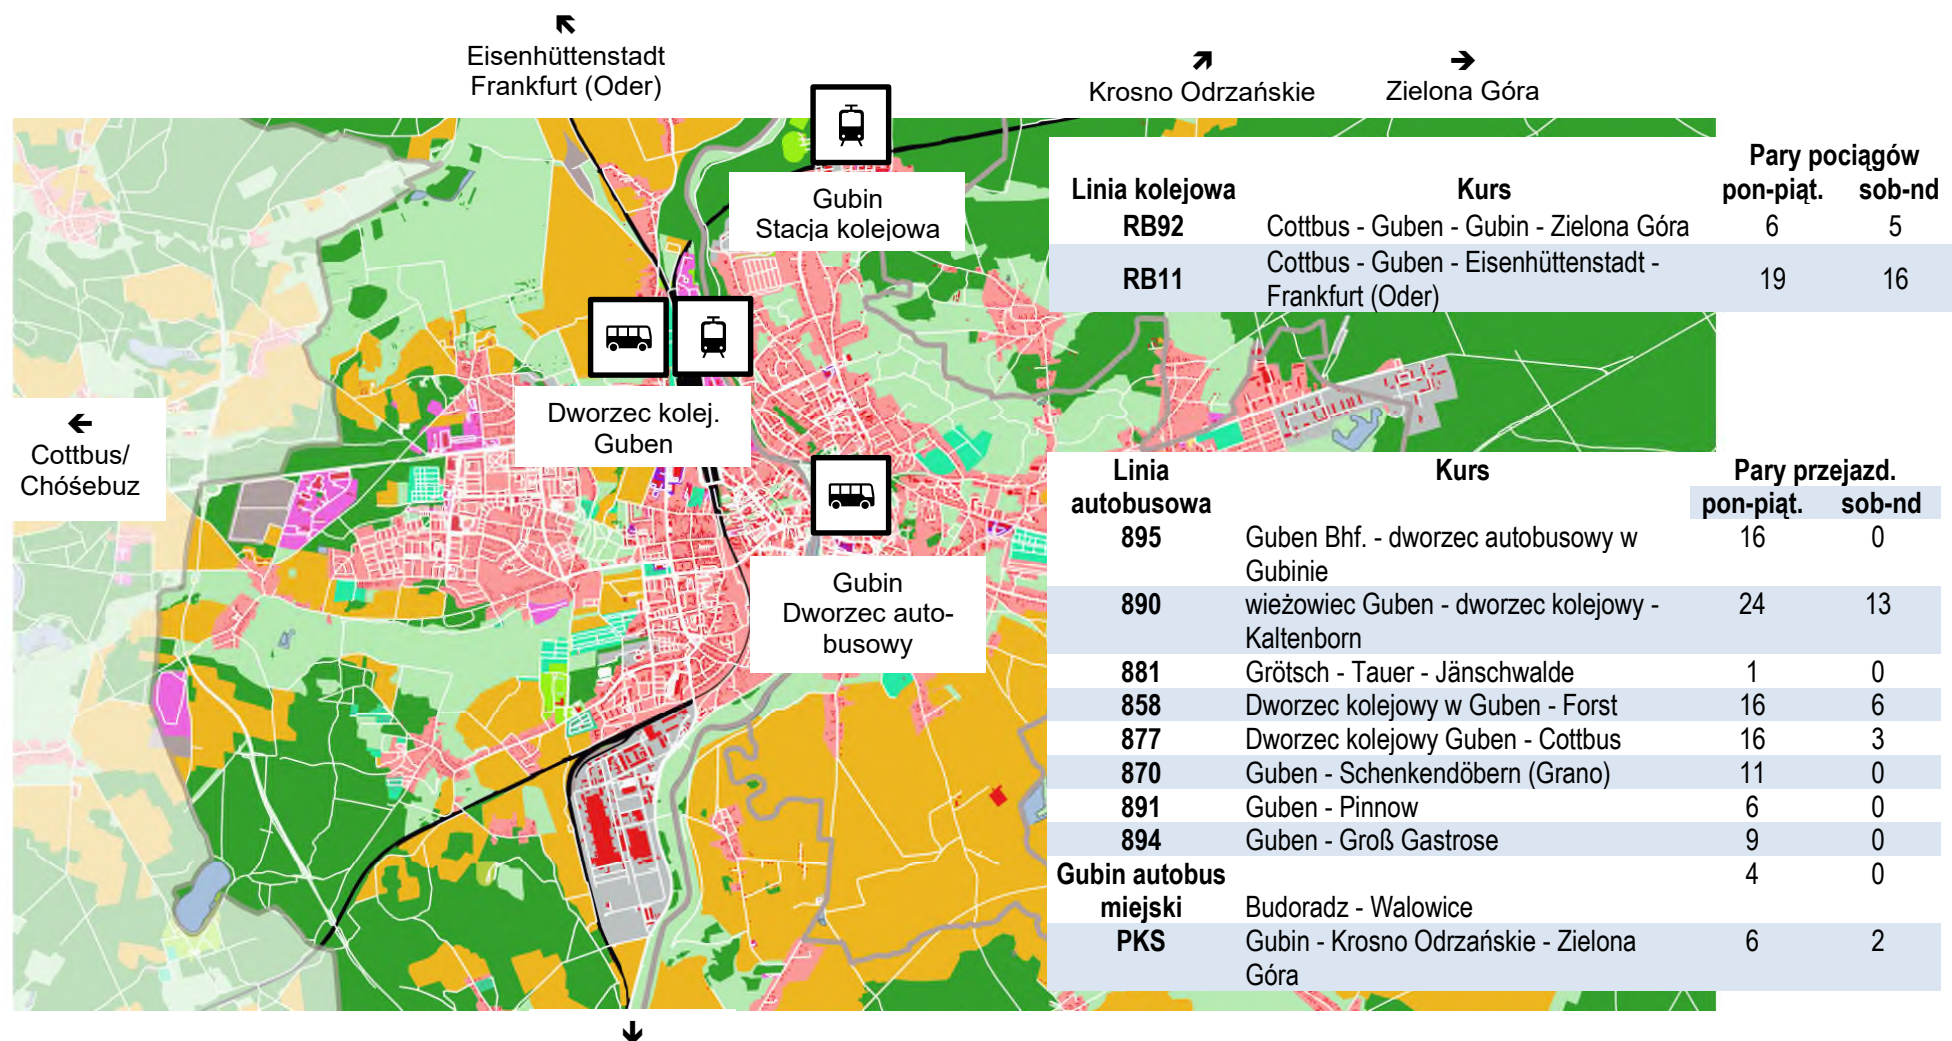 Eisenhüttenstadt
Frankfurt (Oder)
Krosno Odrzańskie
Zielona Góra
Gubin
Stacja kolejowa
Dworzec kolej.
Guben
Cottbus/
Chóśebuz
Gubin
Dworzec auto-
busowy
Pary pociągów
Linia kolejowa Kurs pon-piąt. sob-nd
RB92 Cottbus - Guben - Gubin - Zielona Góra 6 5
RB11 Cottbus - Guben - Eisenhüttenstadt - 19 16
Frankfurt (Oder)
Linia Kurs Pary przejazd.
autobusowa pon-piąt. sob-nd
895 Guben Bhf. - dworzec autobusowy w 16 0
Gubinie
890 wieżowiec Guben - dworzec kolejowy - 24 13
Kaltenborn
881 Grötsch - Tauer - Jänschwalde 1 0
858 Dworzec kolejowy w Guben - Forst 16 6
877 Dworzec kolejowy Guben - Cottbus 16 3
870 Guben - Schenkendöbern (Grano) 11 0
891 Guben - Pinnow 6 0
894 Guben - Groß Gastrose 9 0
Gubin autobus 4 0
miejski Budoradz - Walowice
PKS Gubin - Krosno Odrzańskie - Zielona 6 2
Góra